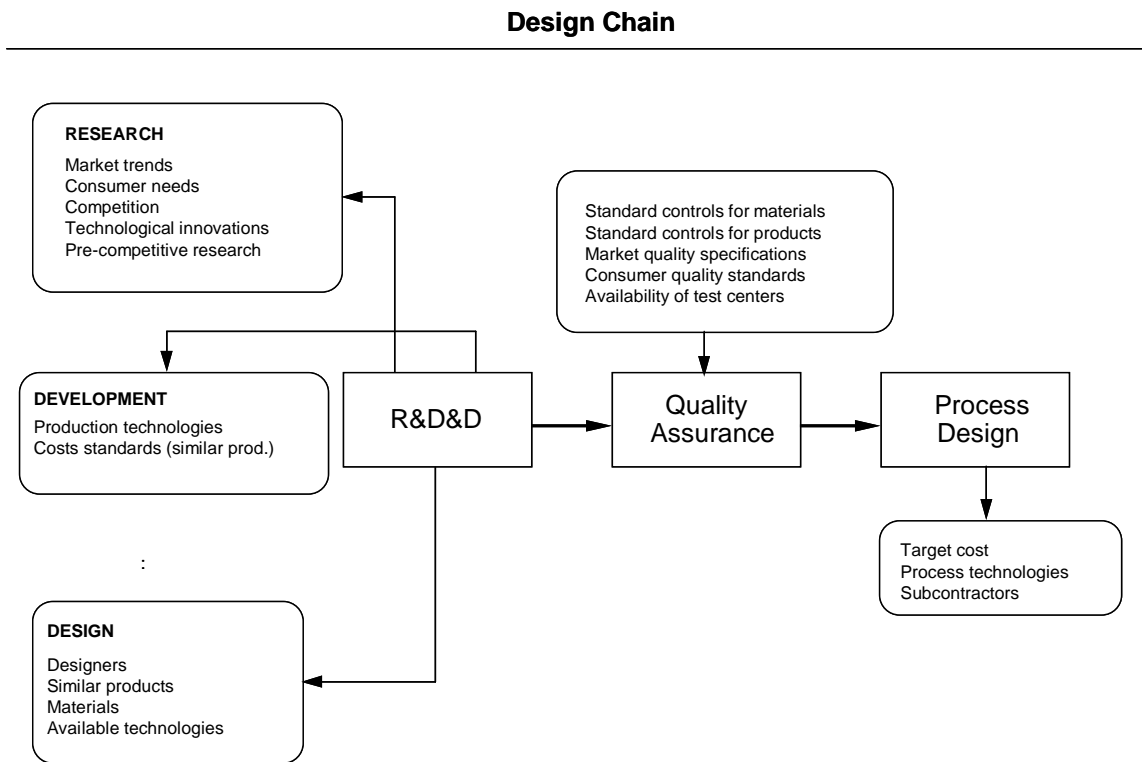 Design Chain
RESEARCH
Market trends
Consumer needs
Competition
Technological innovations
Pre-competitive research
Standard controls for materials
Standard controls for products
Market quality specifications
Consumer quality standards
Availability of test centers
DEVELOPMENT
Production technologies
Costs standards (similar prod.)
R&D&D
Quality
Assurance
Process
Design
Target cost
Process technologies
Subcontractors
:
DESIGN
Designers
Similar products
Materials
Available technologies